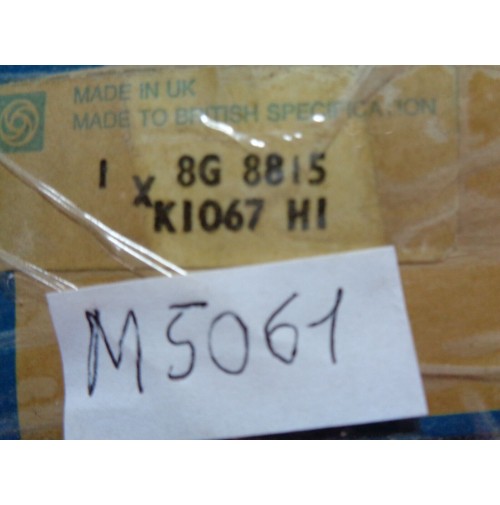 MADE IN UK
MADE TO BRITISH SPECIFICATION
1 X 8G 8815
K1067 H1
M5061